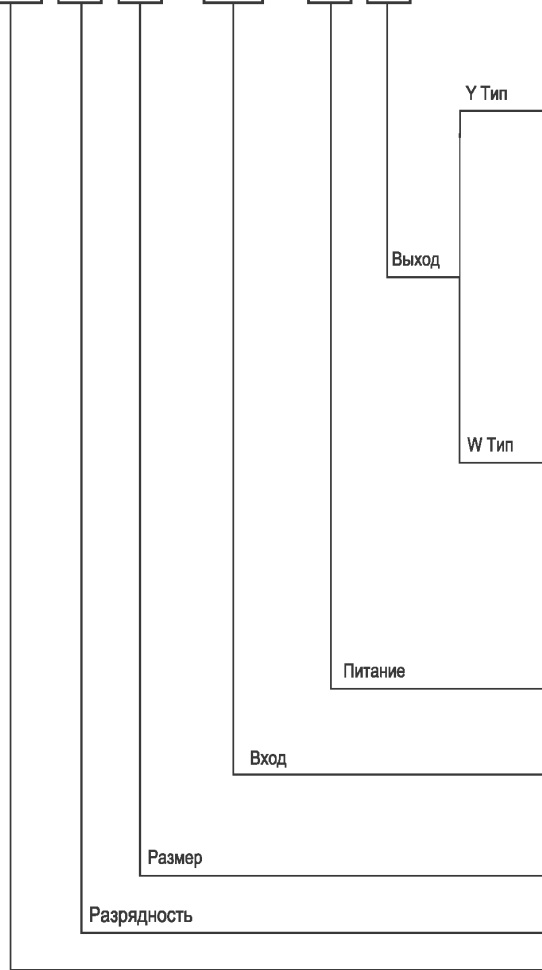 Y Тип
Выход
W Тип
Питание
Вход
Размер
Разрядность